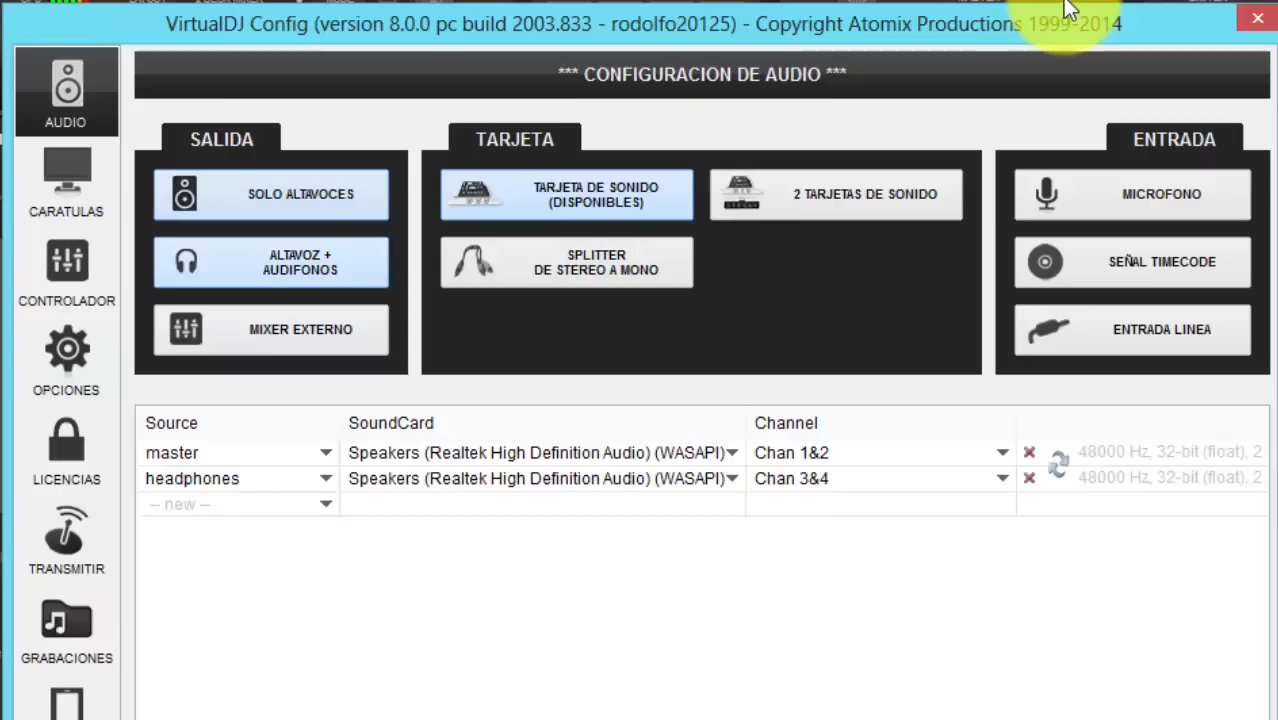 VirtualDJ Config (version 8.0.0 pc build 2003.833 - rodolfo20125) - Copyright Atomix Productions 1999-2014
*** CONFIGURACION DE AUDIO ***
AUDIO
CARATULAS
CONTROLADOR
OPCIONES
LICENCIAS
TRANSMITIR
GRABACIONES
SALIDA
SOLO ALTAVOCES
ALTAVOZ +
AUDIFONOS
MIXER EXTERNO
TARJETA
TARJETA DE SONIDO
(DISPONIBLES)
2 TARJETAS DE SONIDO
SPLITTER
DE STEREO A MONO
ENTRADA
MICROFONO
SEÑAL TIMECODE
ENTRADA LINEA
Source SoundCard Channel
master Speakers (Realtek High Definition Audio) (WASAPI) Chan 1&2 48000 Hz, 32-bit (float), 2
headphones Speakers (Realtek High Definition Audio) (WASAPI) Chan 3&4 48000 Hz, 32-bit (float), 2
-- new --